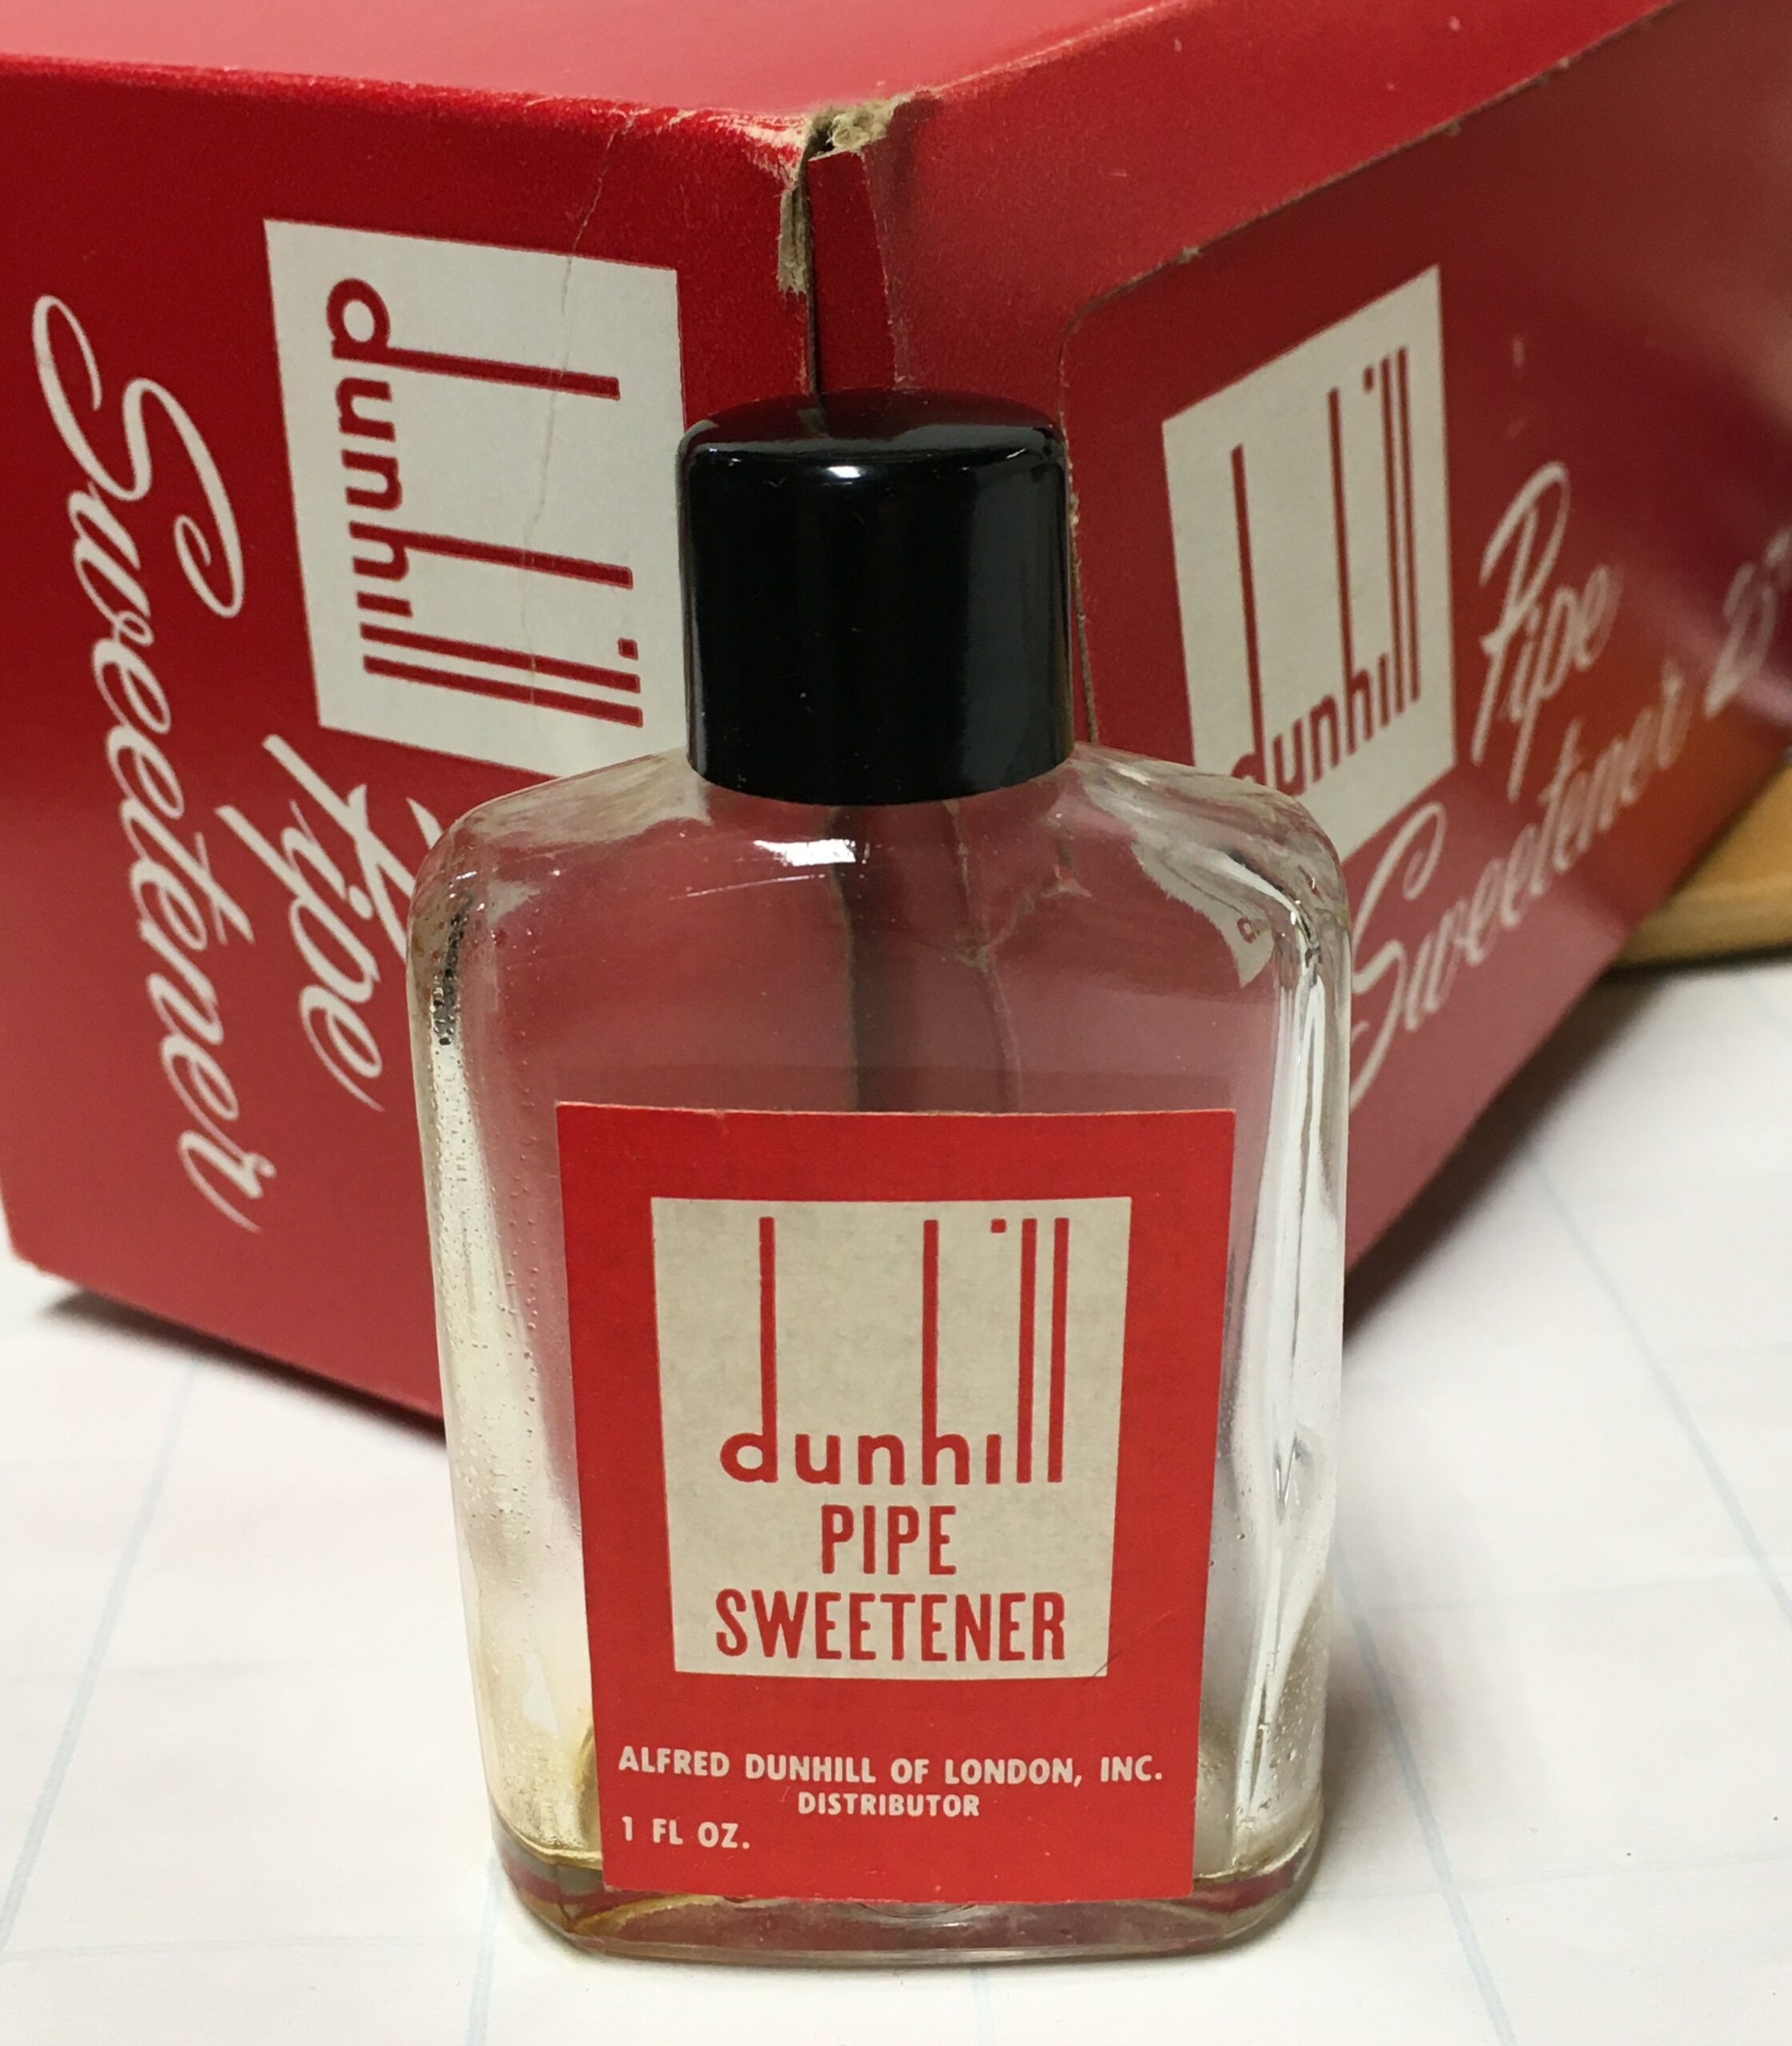 dunhill
Pipe
Sweetener
dunhill
Pipe
Sweetener
dunhill
PIPE
SWEETENER
ALFRED DUNHILL OF LONDON, INC.
DISTRIBUTOR
1 FL OZ.